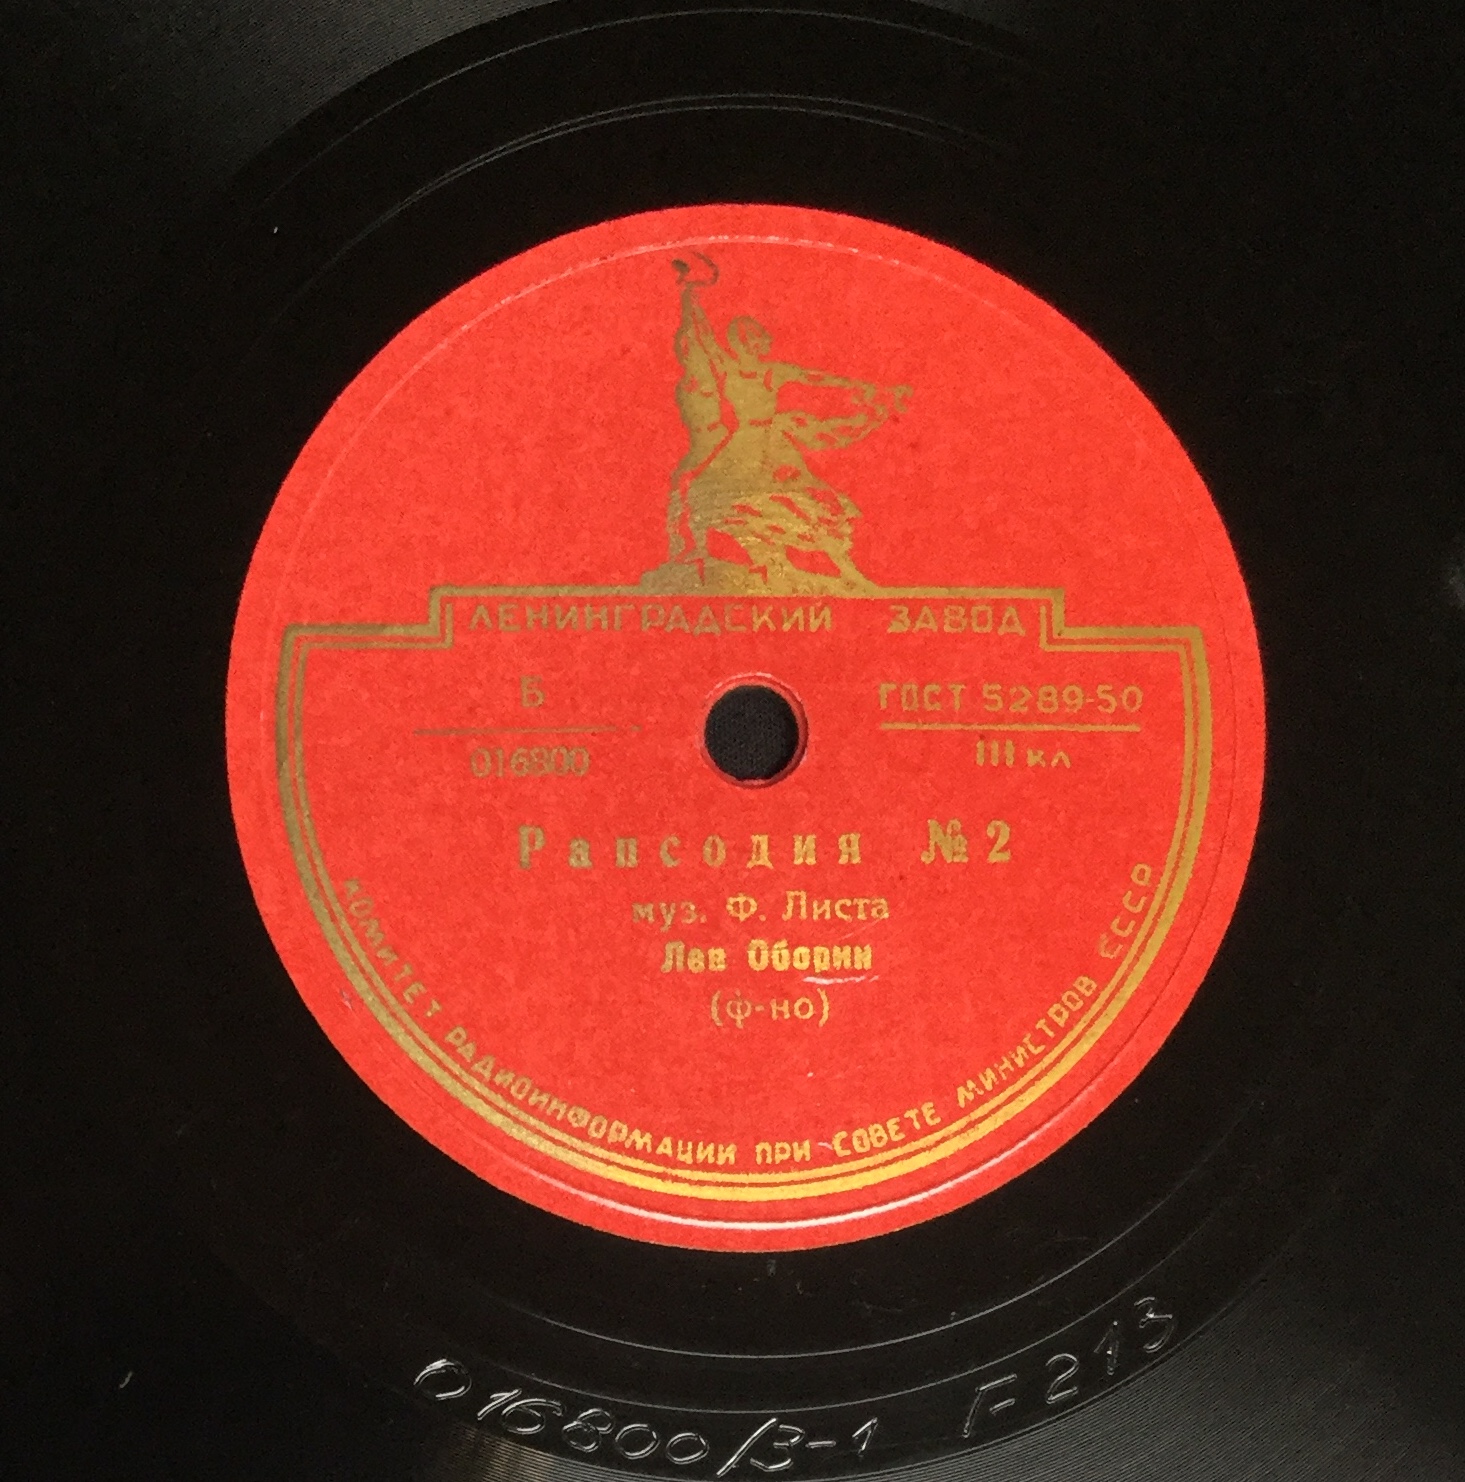 ЛЕНИНГРАДСКИЙ ЗАВОД
Б
016800
ГОСТ 5289-50
III кл
Рапсодия №2
муз. Ф. Листа
Лев Оборин
(ф-но)
КОМИТЕТ РАДИОИНФОРМАЦИИ ПРИ СОВЕТЕ МИНИСТРОВ СССР
016800/3-1 Г-213